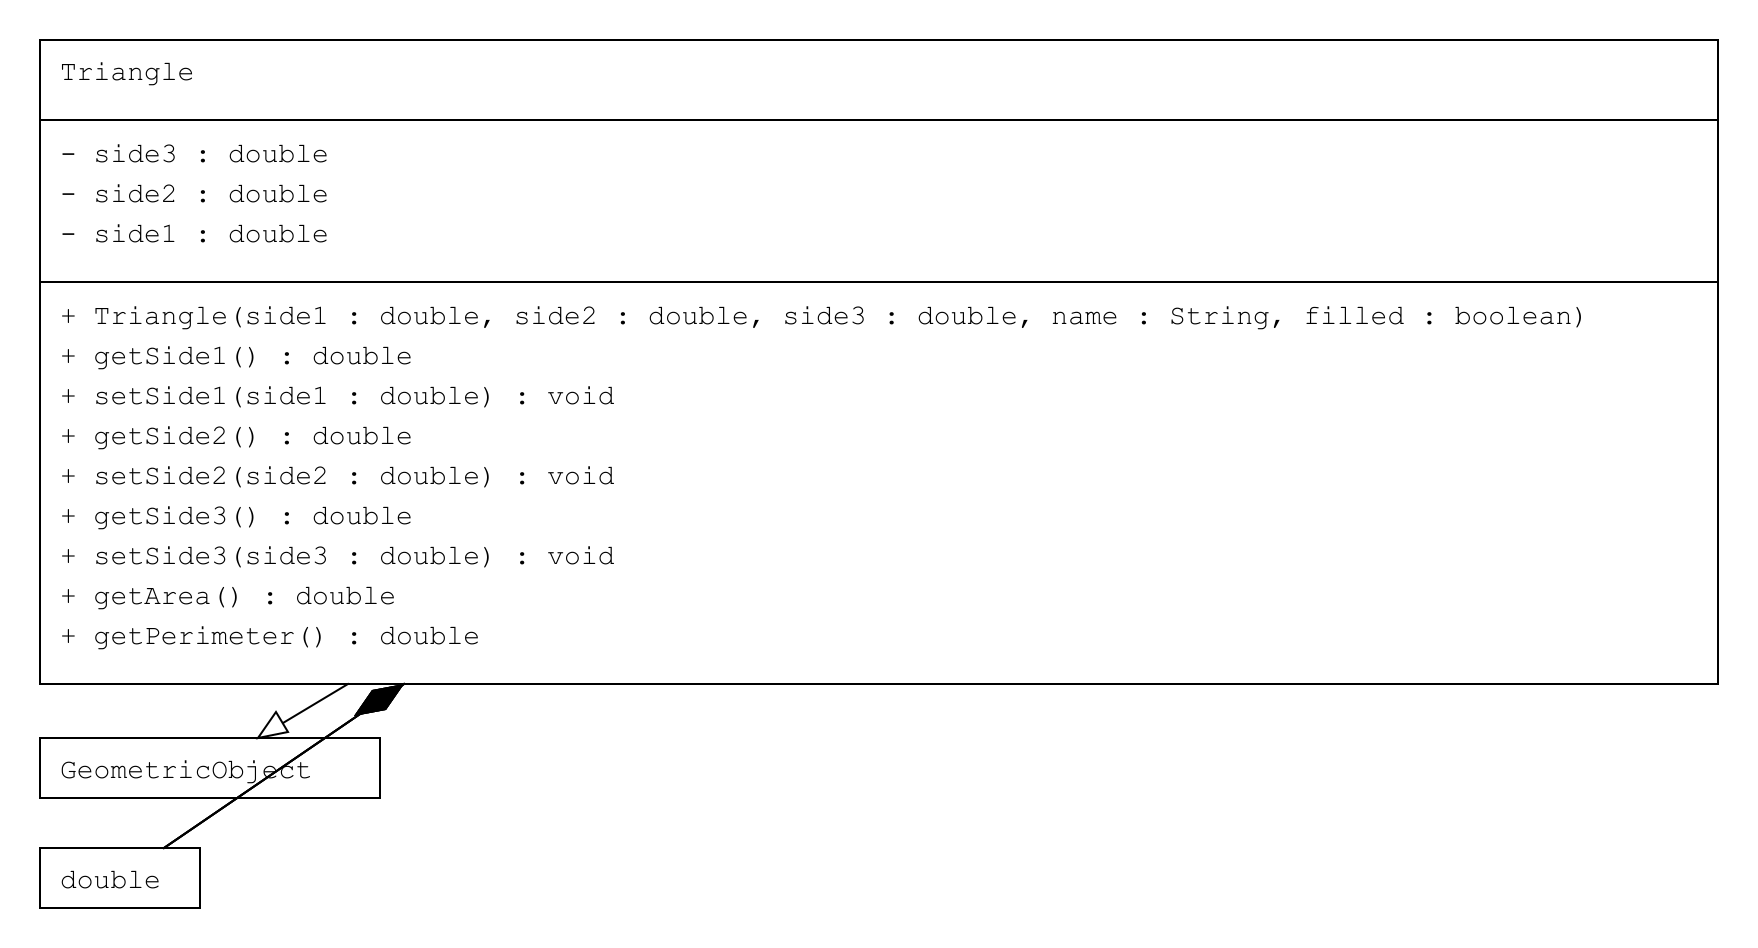 Triangle
- side3 : double
- side2 : double
- side1 : double
+ Triangle(side1 : double, side2 : double, side3 : double, name : String, filled : boolean)
+ getSide1() : double
+ setSide1(side1 : double) : void
+ getSide2() : double
+ setSide2(side2 : double) : void
+ getSide3() : double
+ setSide3(side3 : double) : void
+ getArea() : double
+ getPerimeter() : double
GeometricObject
double